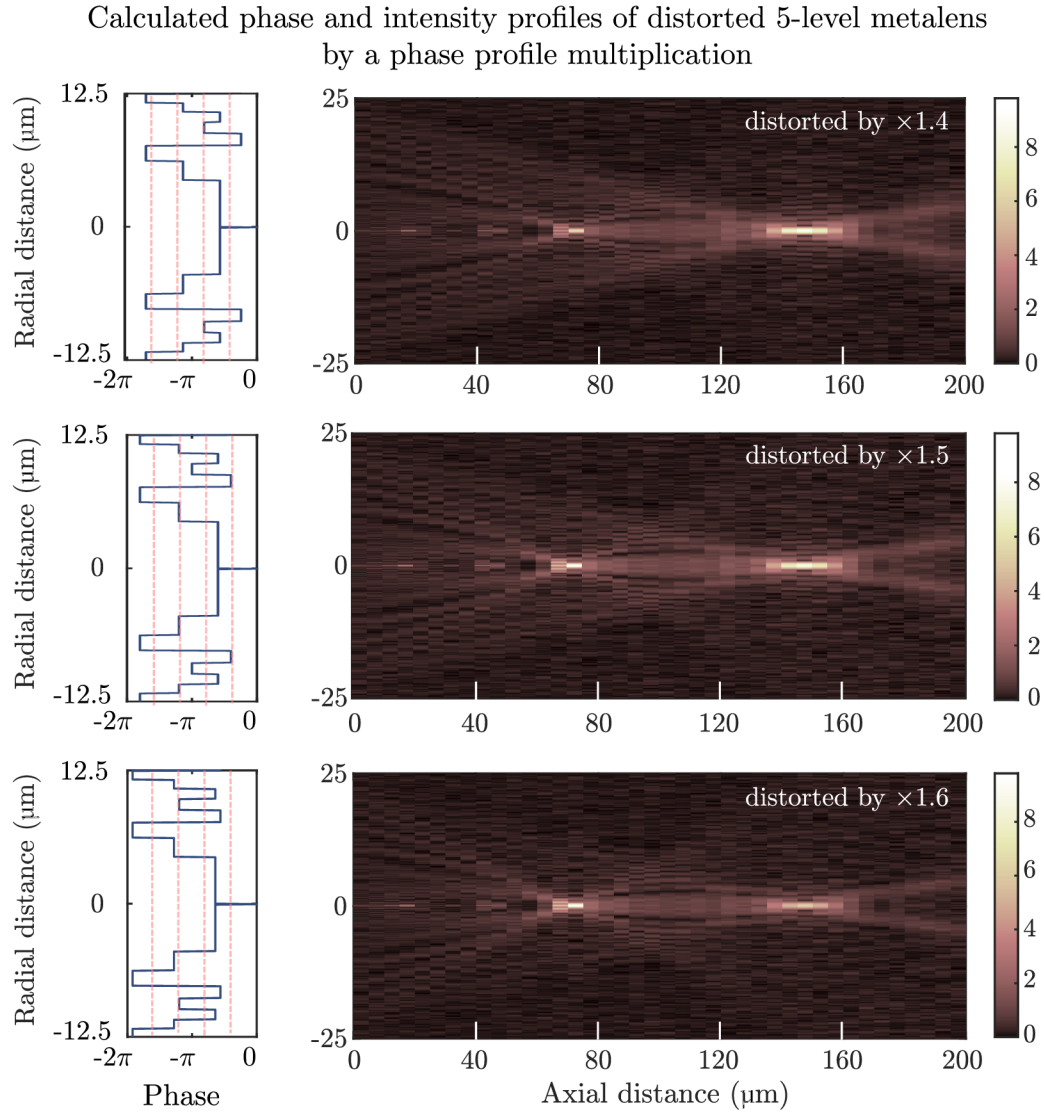 Calculated phase and intensity profiles of distorted 5-level metalens
by a phase profile multiplication
Radial distance (µm)
12.5
0
-12.5
-2π -π 0
25
0
-25
0 40 80 120 160 200
distorted by ×1.4
8
6
4
2
0
Radial distance (µm)
12.5
0
-12.5
-2π -π 0
25
0
-25
0 40 80 120 160 200
distorted by ×1.5
8
6
4
2
0
Radial distance (µm)
12.5
0
-12.5
-2π -π 0
Phase
25
0
-25
0 40 80 120 160 200
Axial distance (µm)
distorted by ×1.6
8
6
4
2
0